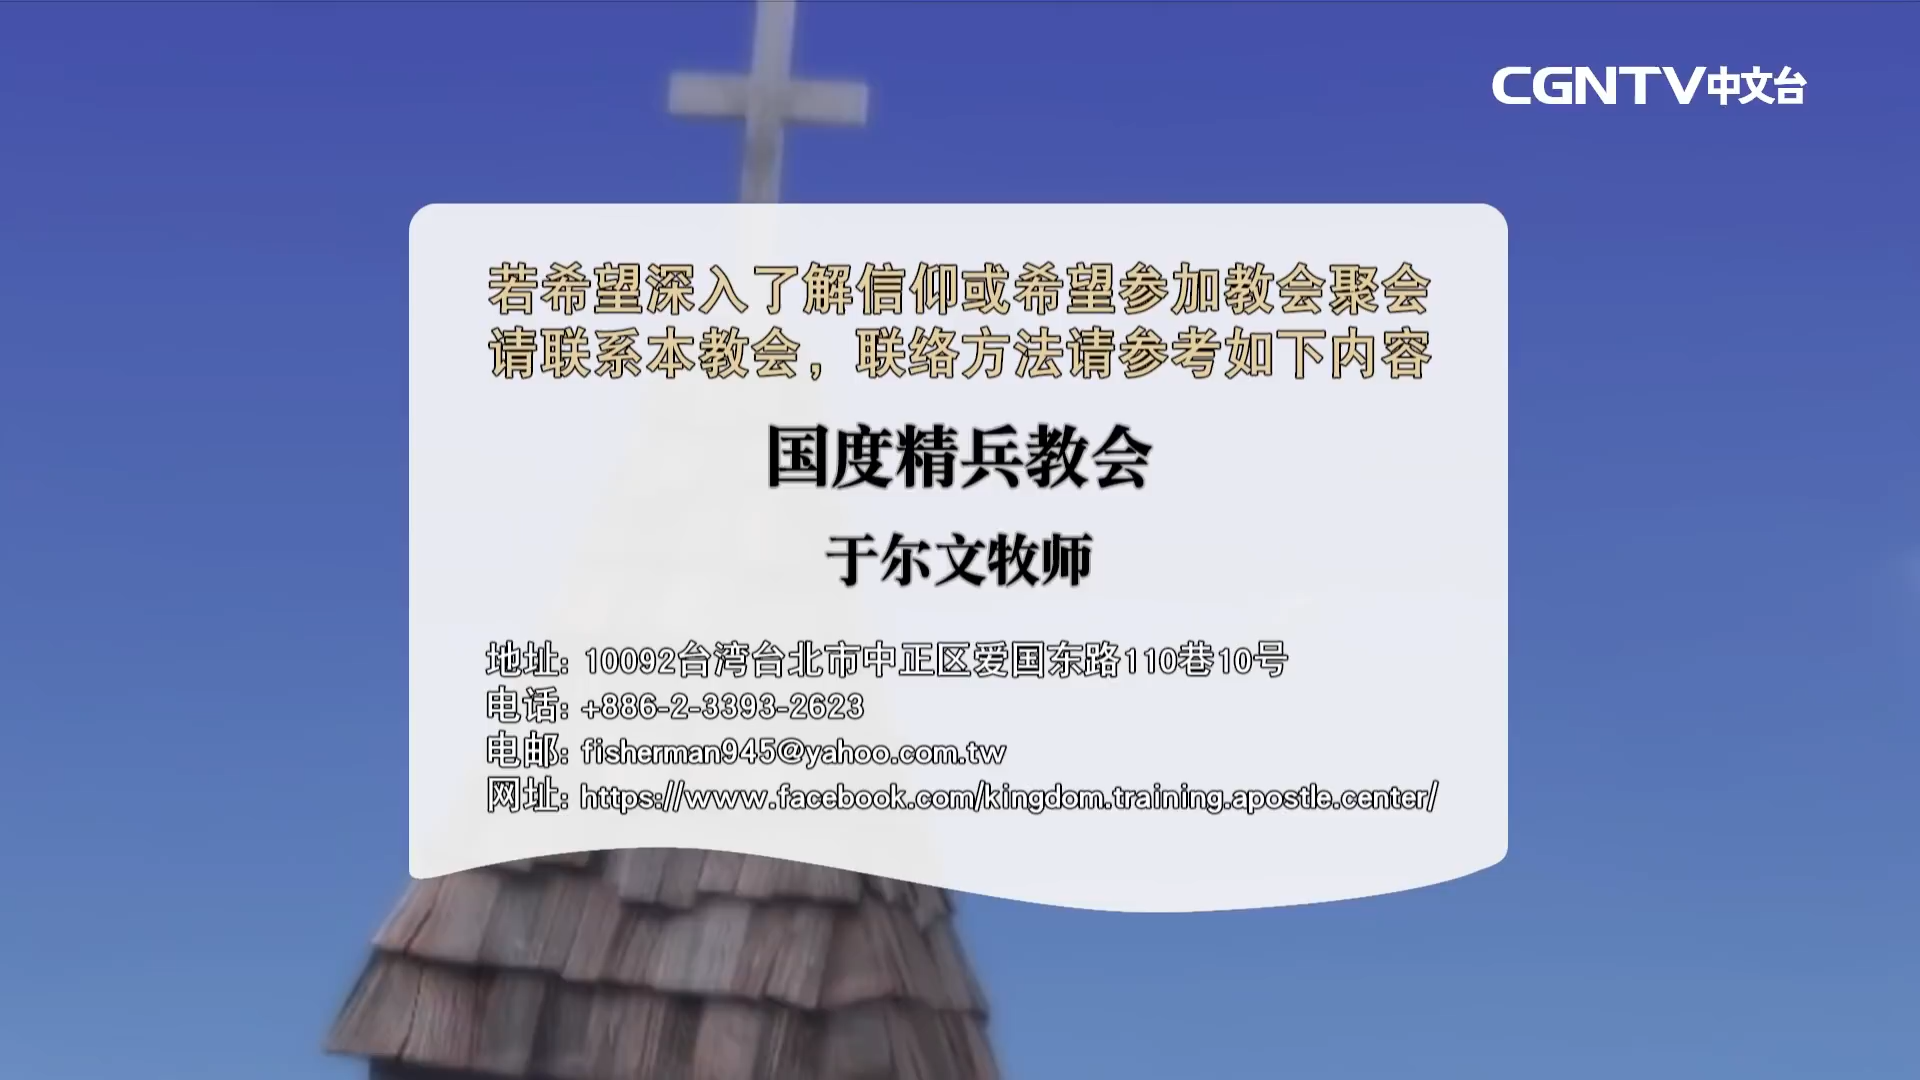 CGNTV中文台
若希望深入了解信仰或希望参加教会聚会
请联系本教会，联络方法请参考如下内容
国度精兵教会
于尔文牧师
地址: 10092台湾台北市中正区爱国东路110巷10号
电话: +886-2-3393-2623
电邮: fisherman945@yahoo.com.tw
网址: https://www.facebook.com/kingdom.training.apostle.center/